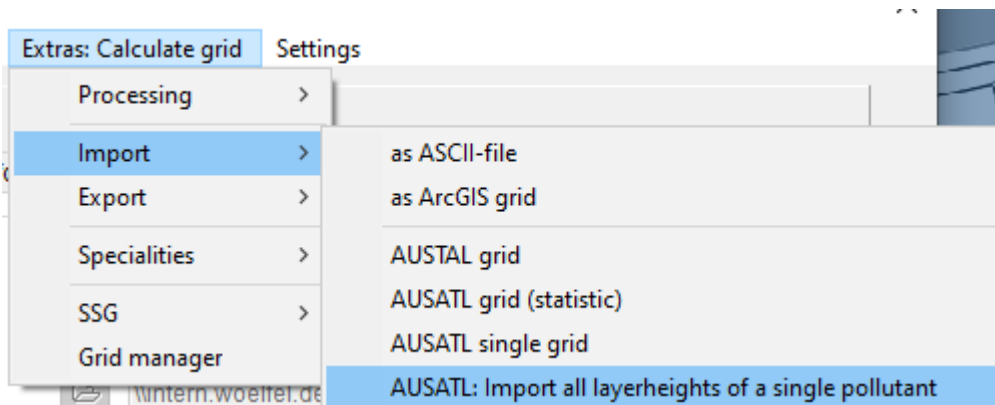 Extras: Calculate grid Settings
Processing
Import
Export
Specialities
SSG
Grid manager
as ASCII-file
as ArcGIS grid
AUSTAL grid
AUSATL grid (statistic)
AUSATL single grid
AUSATL: Import all layerheights of a single pollutant